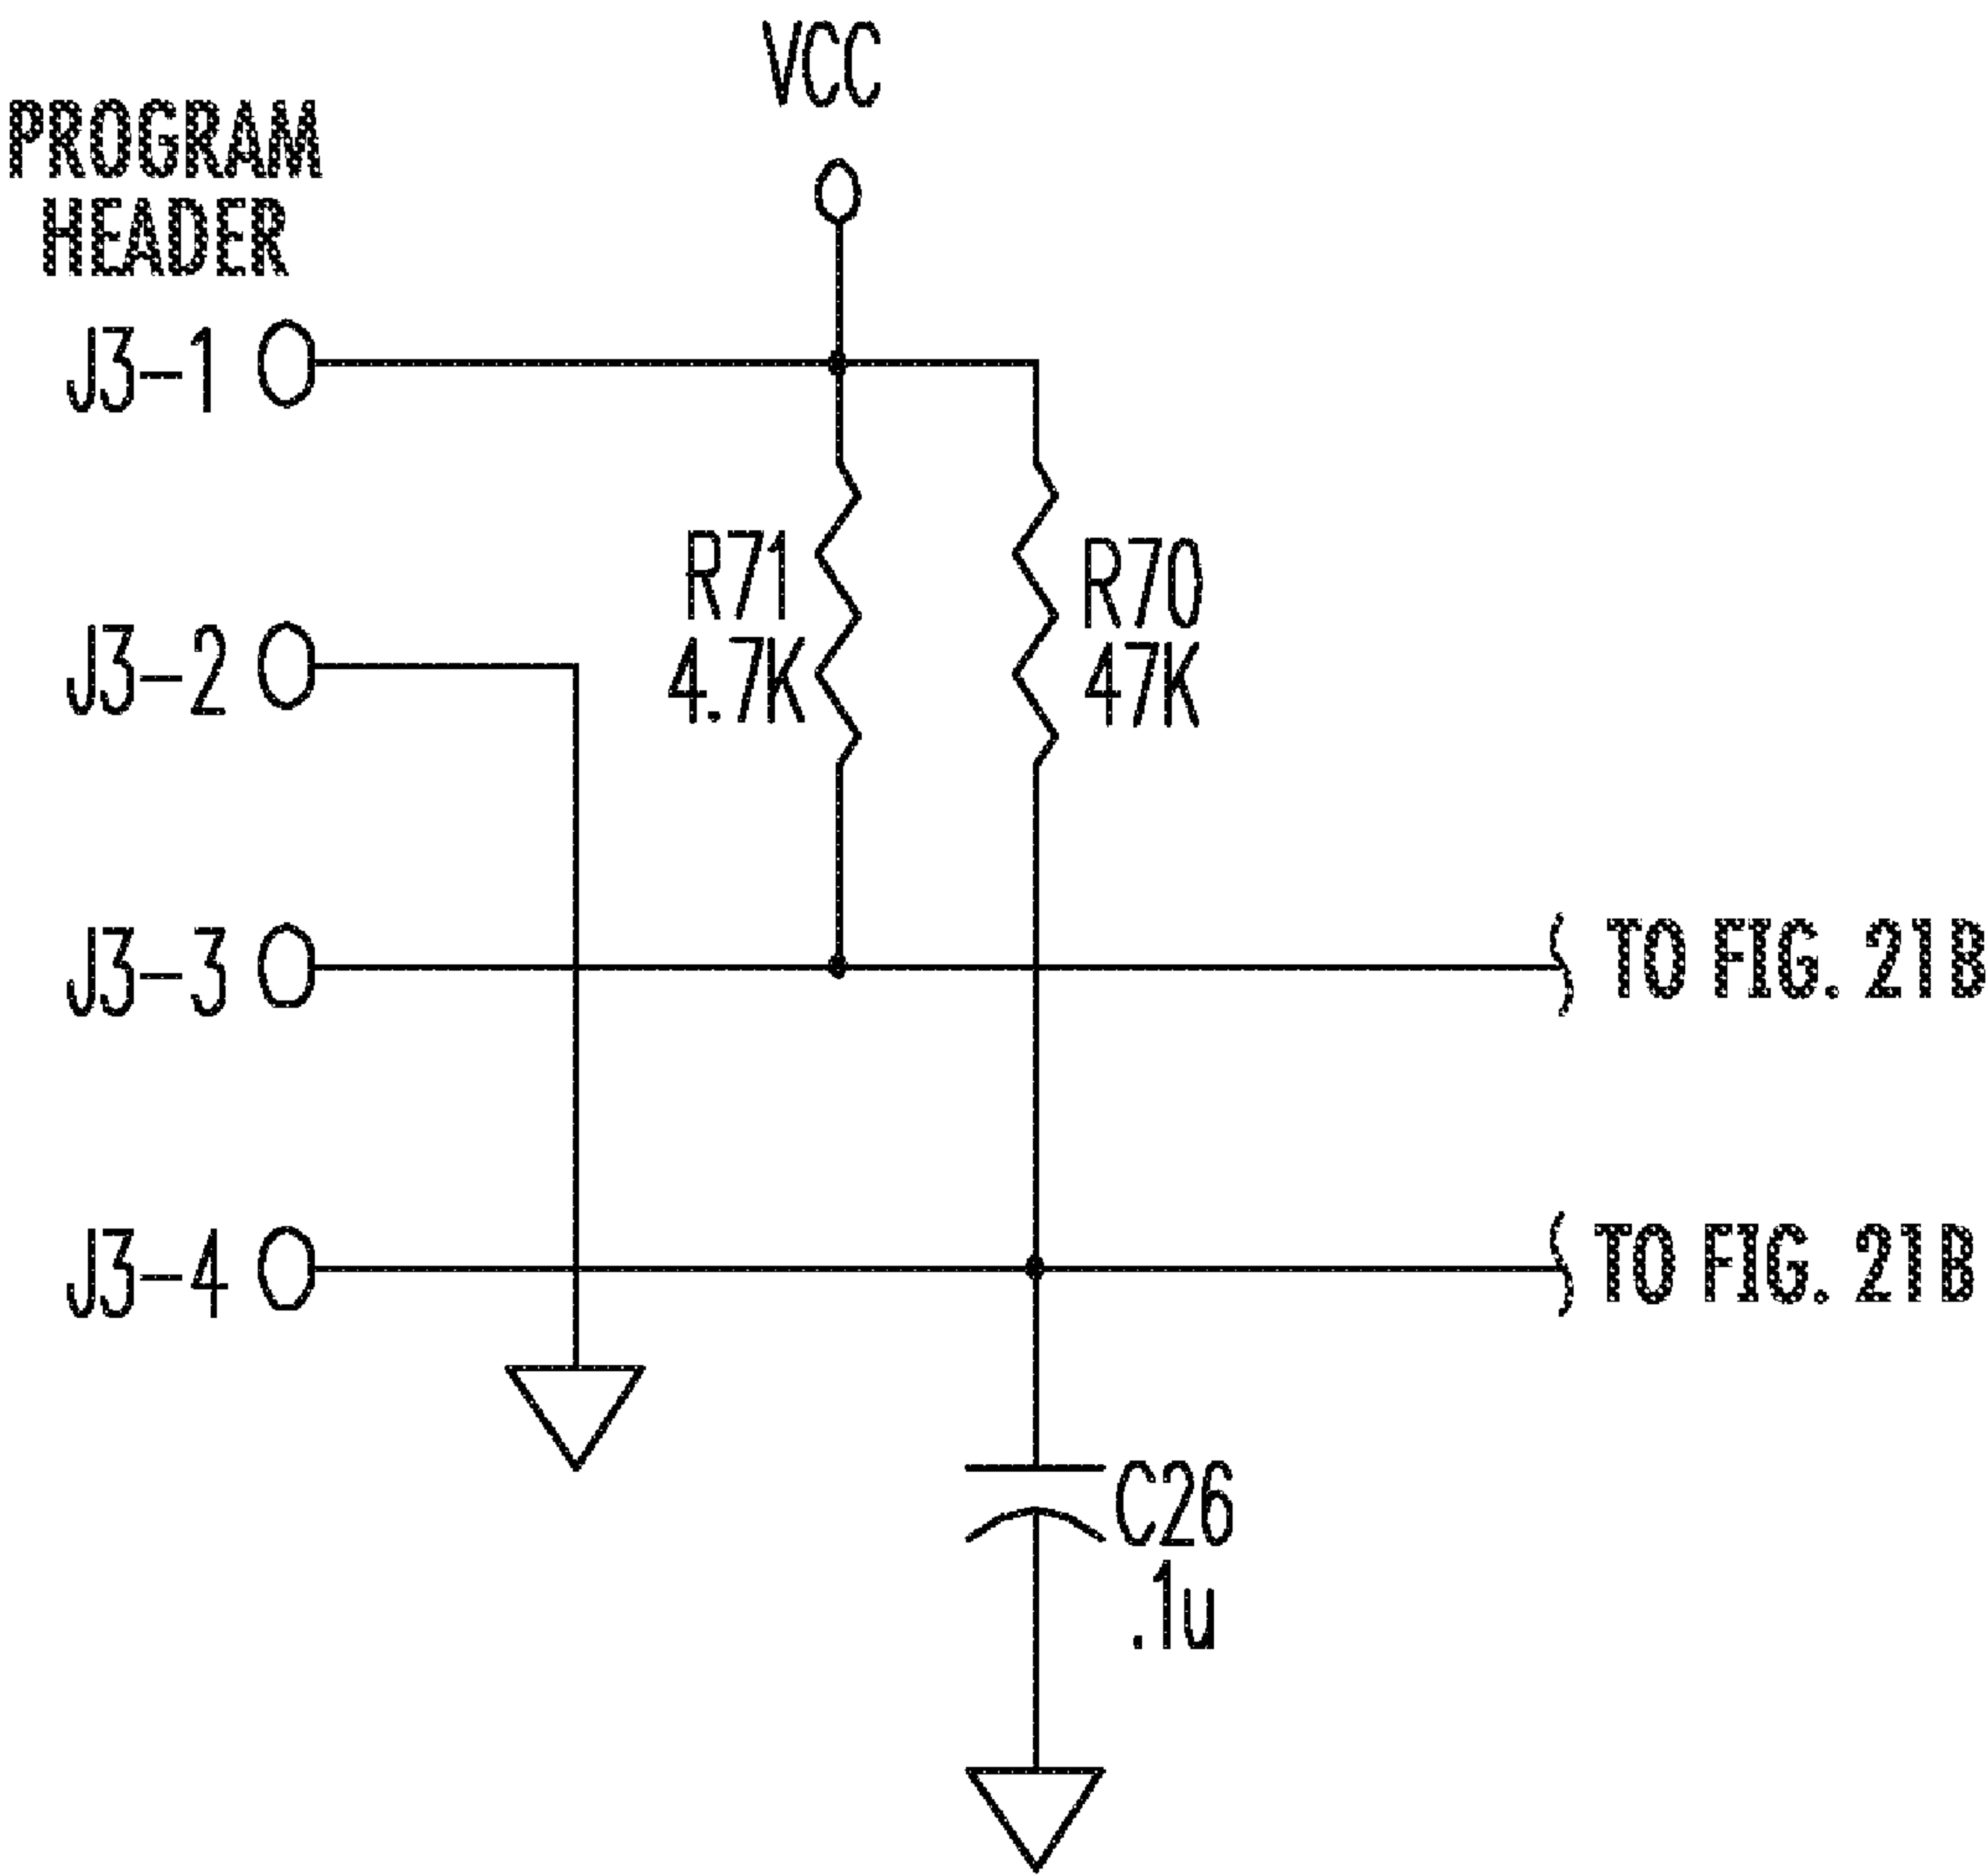 VCC
PROGRAM
HEADER
J3-1
R71
4.7K
R70
47K
J3-2
J3-3
TO FIG. 21B
J3-4
TO FIG. 21B
C26
.1u